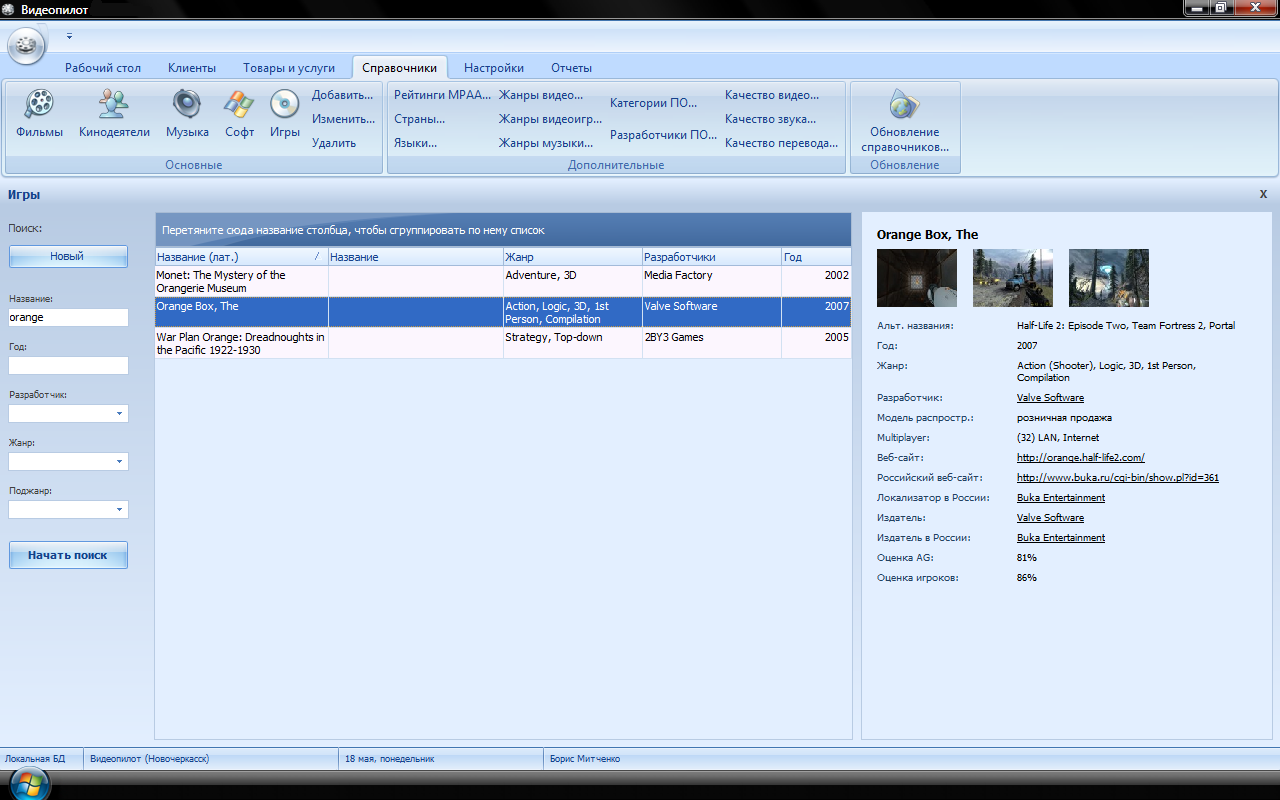 Видеопилот
Рабочий стол
Клиенты
Товары и услуги
Справочники
Настройки
Отчеты
Фильмы
Кинодеятели
Музыка
Софт
Игры
Добавить...
Изменить...
Удалить
Основные
Рейтинги MPAA...
Страны...
Языки...
Жанры видео...
Жанры видеоигр...
Жанры музыки...
Категории ПО...
Разработчики ПО...
Качество видео...
Качество звука...
Качество перевода...
Дополнительные
Обновление
справочников...
Обновление
Игры
X
Поиск:
Новый
Название:
orange
Год:
Разработчик:
Жанр:
Поджанр:
Начать поиск
Перетяните сюда название столбца, чтобы сгруппировать по нему список
Название (лат.) Название Жанр Разработчики Год
Monet: The Mystery of the Adventure, 3D Media Factory 2002
Orangerie Museum
Orange Box, The Action, Logic, 3D, 1st Valve Software 2007
Person, Compilation
War Plan Orange: Dreadnoughts in Strategy, Top-down 2BY3 Games 2005
the Pacific 1922-1930
Orange Box, The
Альт. названия: Half-Life 2: Episode Two, Team Fortress 2, Portal
Год: 2007
Жанр: Action (Shooter), Logic, 3D, 1st Person,
Compilation
Разработчик: Valve Software
Модель распростр.: розничная продажа
Multiplayer: (32) LAN, Internet
Веб-сайт: http://orange.half-life2.com/
Российский веб-сайт: http://www.buka.ru/cgi-bin/show.pl?id=361
Локализатор в России: Buka Entertainment
Издатель: Valve Software
Издатель в России: Buka Entertainment
Оценка AG: 81%
Оценка игроков: 86%
Локальная БД
Видеопилот (Новочеркасск)
18 мая, понедельник
Борис Митченко